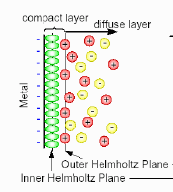 compact layer
diffuse layer
Metal
Outer Helmholtz Plane
Inner Helmholtz Plane